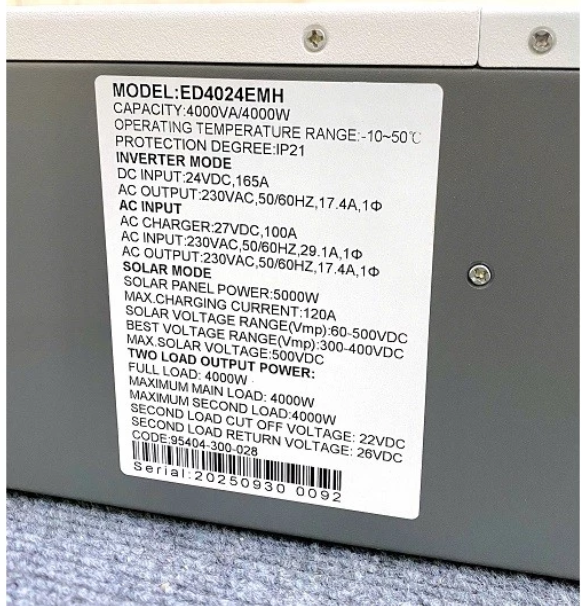 MODEL:ED4024EMH
CAPACITY:4000VA/4000W
OPERATING TEMPERATURE RANGE:-10~50℃
PROTECTION DEGREE:IP21
INVERTER MODE
DC INPUT:24VDC,165A
AC OUTPUT:230VAC,50/60HZ,17.4A,1Φ
AC INPUT
AC CHARGER:27VDC,100A
AC INPUT:230VAC,50/60HZ,29.1A,1Φ
AC OUTPUT:230VAC,50/60HZ,17.4A,1Φ
SOLAR MODE
SOLAR PANEL POWER:5000W
MAX.CHARGING CURRENT:120A
SOLAR VOLTAGE RANGE(Vmp):60-500VDC
BEST VOLTAGE RANGE(Vmp):300-400VDC
MAX.SOLAR VOLTAGE:500VDC
TWO LOAD OUTPUT POWER:
FULL LOAD: 4000W
MAXIMUM MAIN LOAD: 4000W
MAXIMUM SECOND LOAD:4000W
SECOND LOAD CUT OFF VOLTAGE: 22VDC
SECOND LOAD RETURN VOLTAGE: 26VDC
CODE:95404-300-028
Serial:20250930 0092